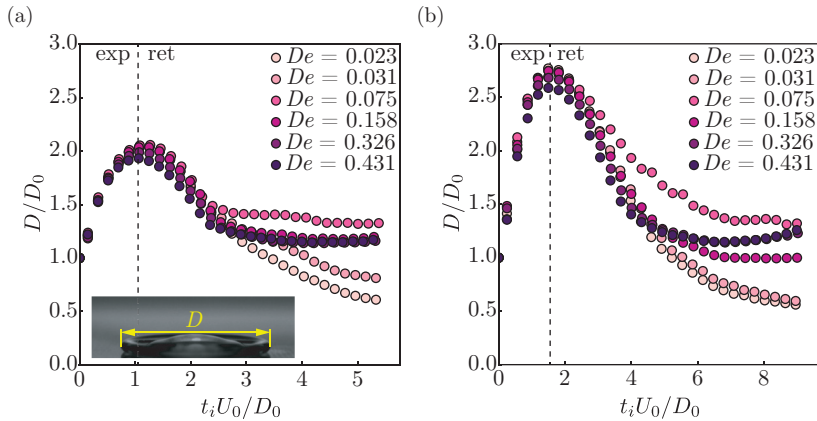 (a)
3.0
2.5
2.0
1.5
1.0
0.5
0.0
D/D₀
exp
ret
De = 0.023
De = 0.031
De = 0.075
De = 0.158
De = 0.326
De = 0.431
D
0 1 2 3 4 5
tᵢU₀/D₀
(b)
3.0
2.5
2.0
1.5
1.0
0.5
0.0
D/D₀
exp
ret
De = 0.023
De = 0.031
De = 0.075
De = 0.158
De = 0.326
De = 0.431
0 2 4 6 8
tᵢU₀/D₀